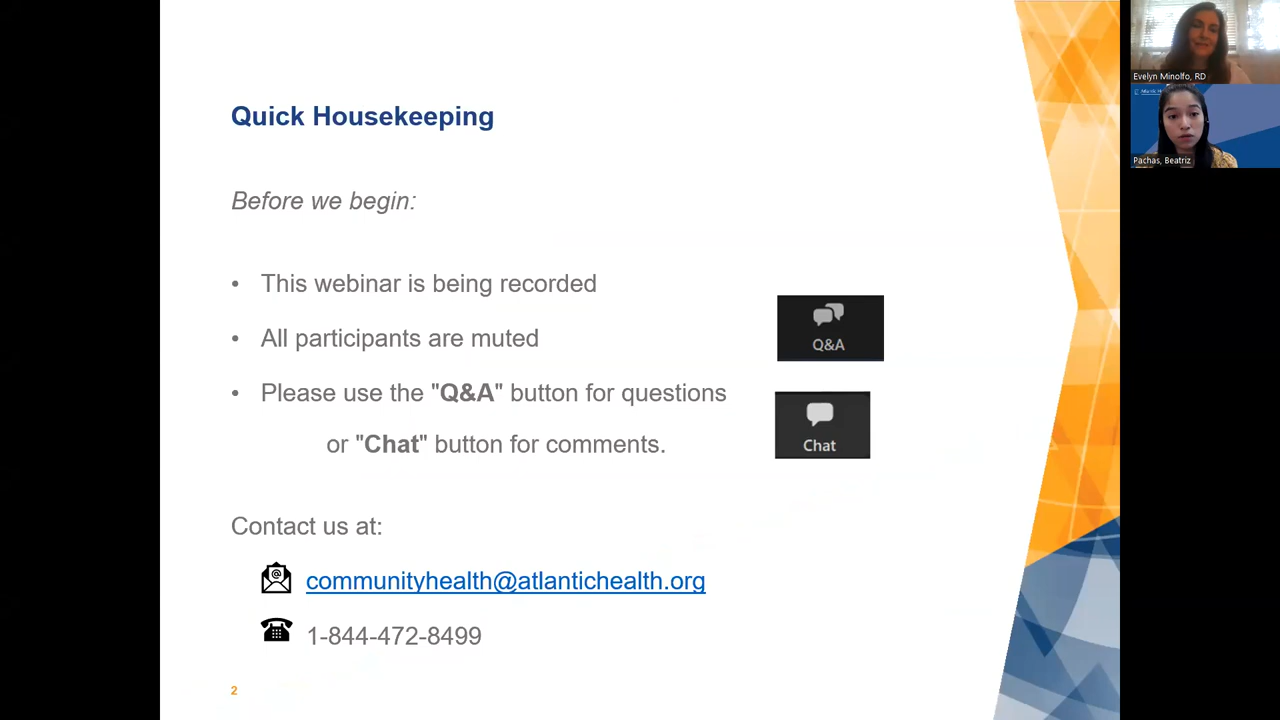 Quick Housekeeping
Before we begin:
• This webinar is being recorded
• All participants are muted
• Please use the "Q&A" button for questions
or "Chat" button for comments.
Q&A
Chat
Contact us at:
communityhealth@atlantichealth.org
1-844-472-8499
2
Evelyn Minolfo, RD
Pachas, Beatriz